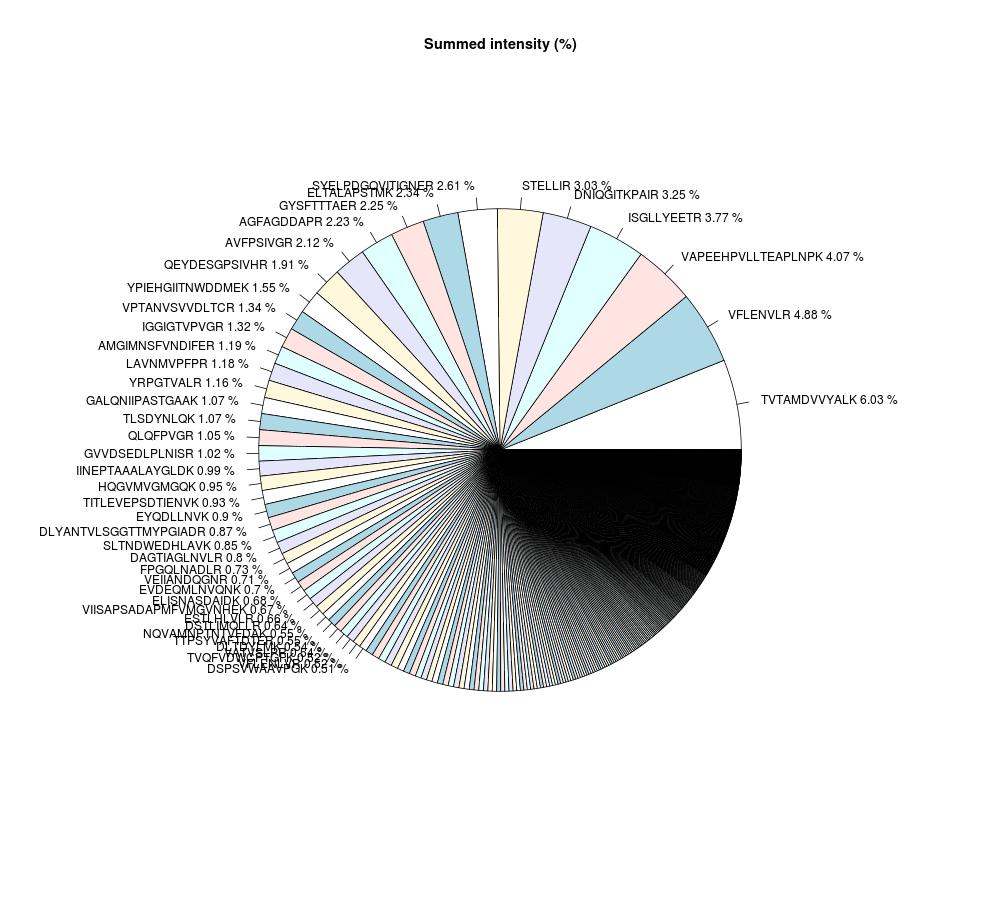 Summed intensity (%)
SYELPDGQVITIGNER 2.61 %
STELLIR 3.03 %
ELTALAPSTMK 2.34 %
DNIQGITKPAIR 3.25 %
GYSFTTTAER 2.25 %
ISGLLYEETR 3.77 %
AGFAGDDAPR 2.23 %
AVFPSIVGR 2.12 %
VAPEEHPVLLTEAPLNPK 4.07 %
QEYDESGPSIVHR 1.91 %
YPIEHGIITNWDDMEK 1.55 %
VPTANVSVVDLTCR 1.34 %
VFLENVLR 4.88 %
IGGIGTVPVGR 1.32 %
AMGIMNSFVNDIFER 1.19 %
LAVNMVPFPR 1.18 %
YRPGTVALR 1.16 %
GALQNIIPASTGAAK 1.07 %
TVTAMDVVYALK 6.03 %
TLSDYNLQK 1.07 %
QLQFPVGR 1.05 %
GVVDSEDLPLNISR 1.02 %
IINEPTAAALAYGLDK 0.99 %
HQGVMVGMGQK 0.95 %
TITLEVEPSDTIENVK 0.93 %
EYQDLLNVK 0.9 %
DLYANTVLSGGTTMYPGIADR 0.87 %
SLTNDWEDHLAVK 0.85 %
DAGTIAGLNVLR 0.8 %
FPGQLNADLR 0.73 %
VEIIANDQGNR 0.71 %
EVDEQMLNVQNK 0.7 %
ELISNASDAIDK 0.68 %
VIISAPSADAPMFVMGVNHEK 0.67 %
ESTLHLVLR 0.66 %
DSTLIMQLLR 0.64 %
NQVAMNPTNTVFDAK 0.55 %
TTPSYVAFTDTER 0.55 %
DSPSVWAAVPGK 0.51 %